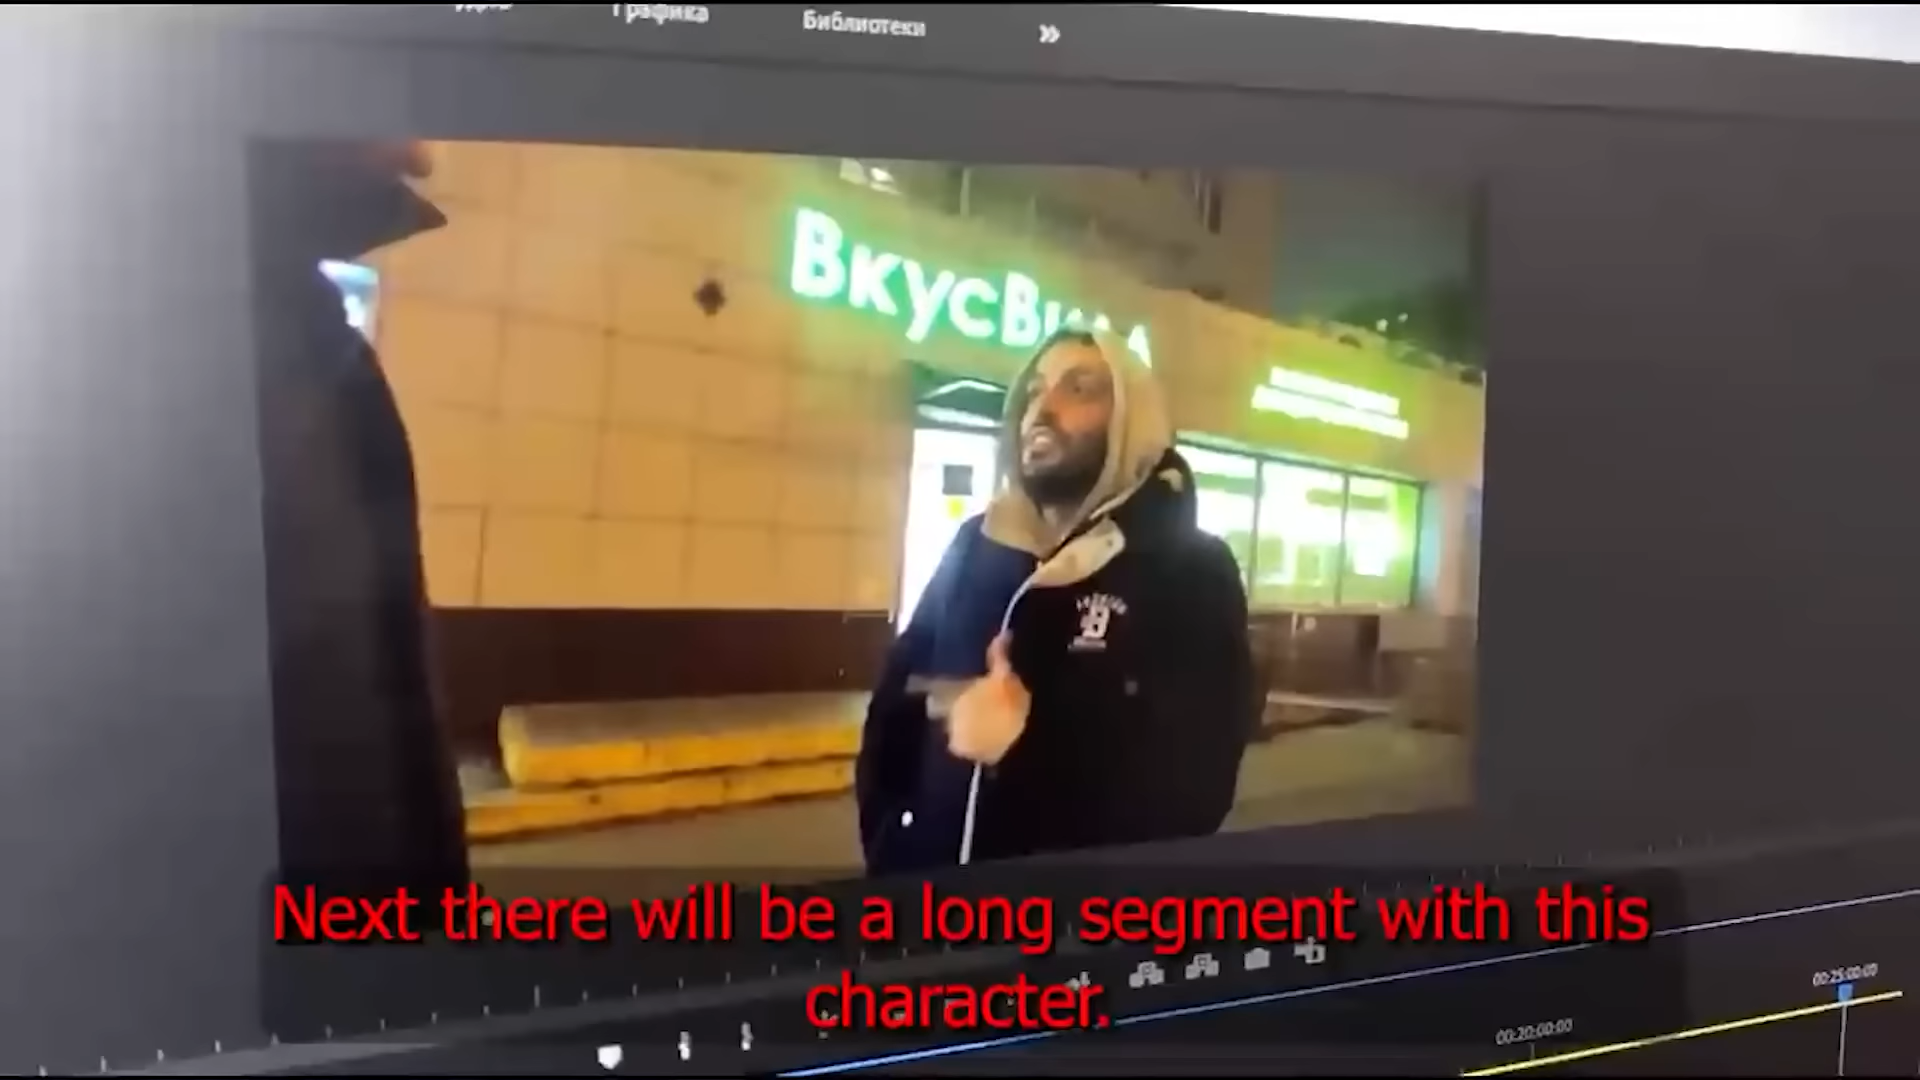 Графика
Библиотеки
»
ВкусВилл
Next there will be a long segment with this
character.
00:25:00:00
00:20:00:00